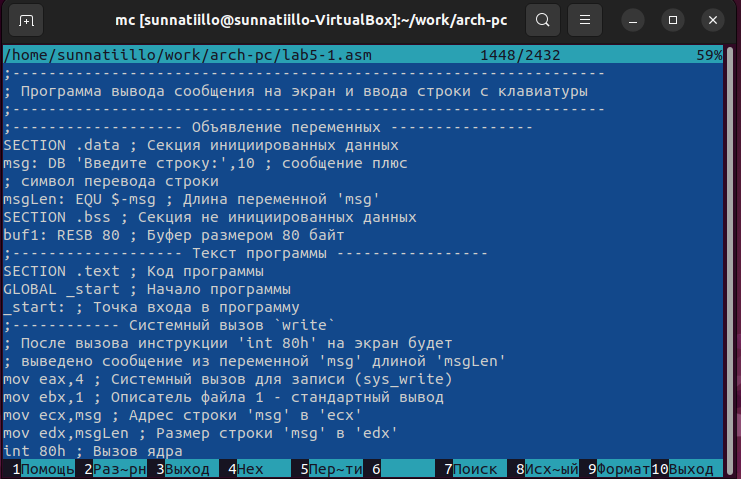 mc [sunnatiillo@sunnatiillo-VirtualBox]:~/work/arch-pc
/home/sunnatiillo/work/arch-pc/lab5-1.asm 1448/2432 59%
;------------------------------------------------------------------
; Программа вывода сообщения на экран и ввода строки с клавиатуры
;------------------------------------------------------------------
;------------------- Объявление переменных ----------------
SECTION .data ; Секция инициированных данных
msg: DB 'Введите строку:',10 ; сообщение плюс
; символ перевода строки
msgLen: EQU $-msg ; Длина переменной 'msg'
SECTION .bss ; Секция не инициированных данных
buf1: RESB 80 ; Буфер размером 80 байт
;------------------- Текст программы -----------------
SECTION .text ; Код программы
GLOBAL _start ; Начало программы
_start: ; Точка входа в программу
;------------ Системный вызов `write`
; После вызова инструкции 'int 80h' на экран будет
; выведено сообщение из переменной 'msg' длиной 'msgLen'
mov eax,4 ; Системный вызов для записи (sys_write)
mov ebx,1 ; Описатель файла 1 - стандартный вывод
mov ecx,msg ; Адрес строки 'msg' в 'ecx'
mov edx,msgLen ; Размер строки 'msg' в 'edx'
int 80h ; Вызов ядра
1Помощь 2Раз~рн 3Выход 4Hex 5Пер~ти 6 7Поиск 8Исх~ый 9Формат 10Выход